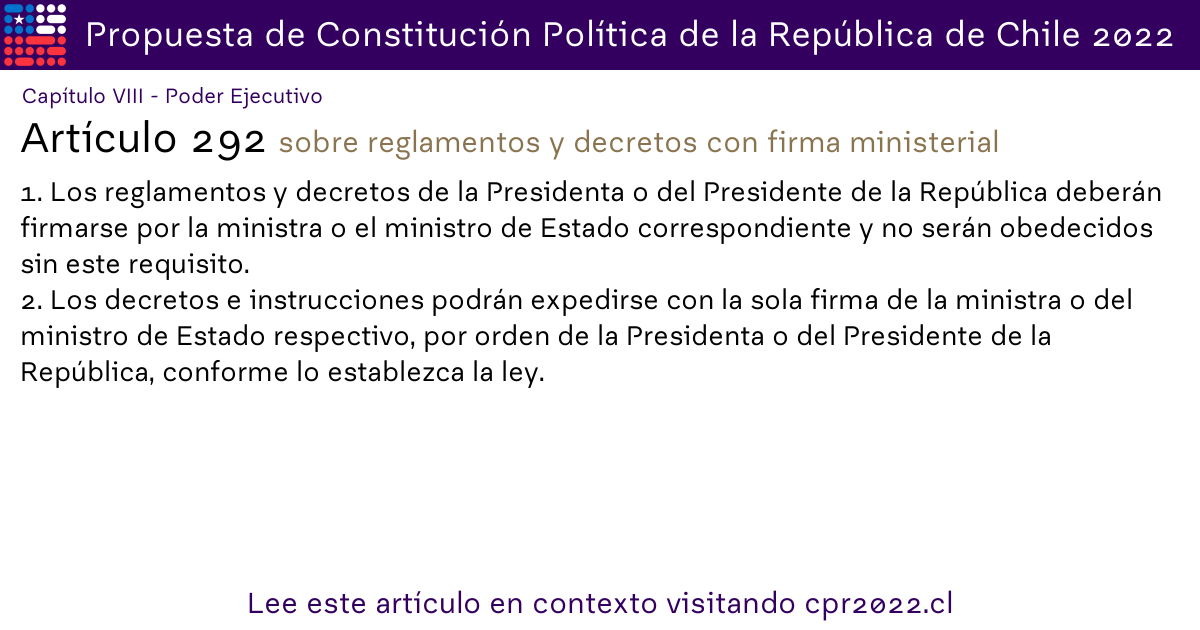 Propuesta de Constitución Política de la República de Chile 2022
Capítulo VIII - Poder Ejecutivo
Artículo 292 sobre reglamentos y decretos con firma ministerial
1. Los reglamentos y decretos de la Presidenta o del Presidente de la República deberán
firmarse por la ministra o el ministro de Estado correspondiente y no serán obedecidos
sin este requisito.
2. Los decretos e instrucciones podrán expedirse con la sola firma de la ministra o del
ministro de Estado respectivo, por orden de la Presidenta o del Presidente de la
República, conforme lo establezca la ley.
Lee este artículo en contexto visitando cpr2022.cl